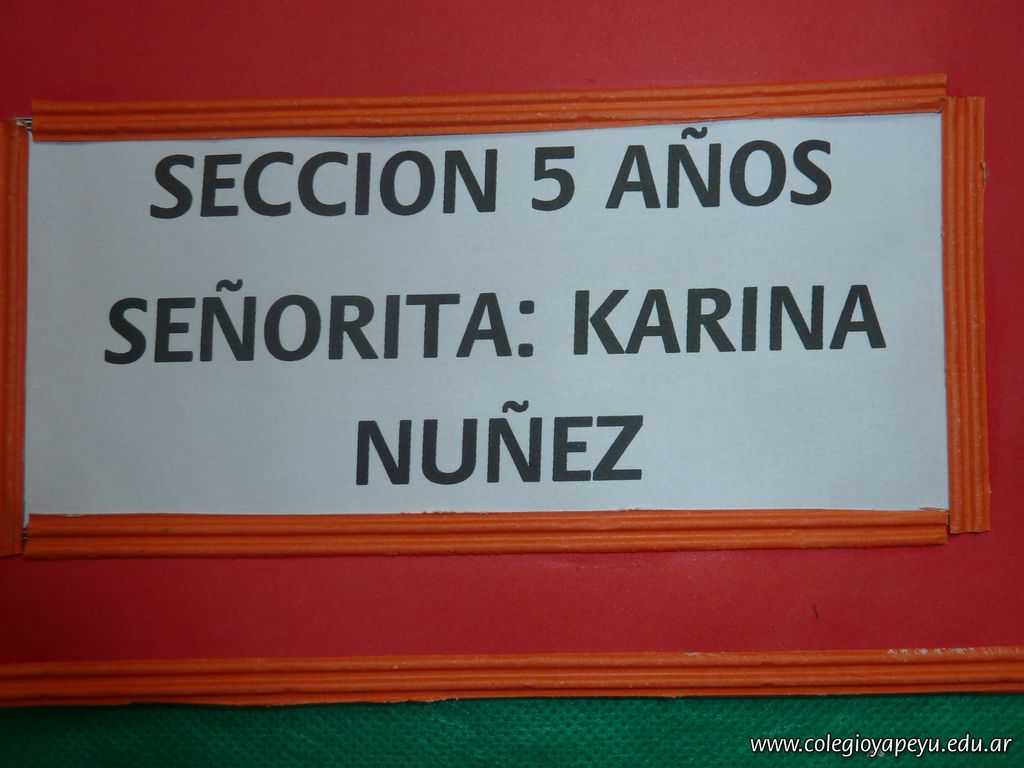 SECCION 5 AÑOS
SEÑORITA: KARINA
NUÑEZ
www.colegioyapeyu.edu.ar